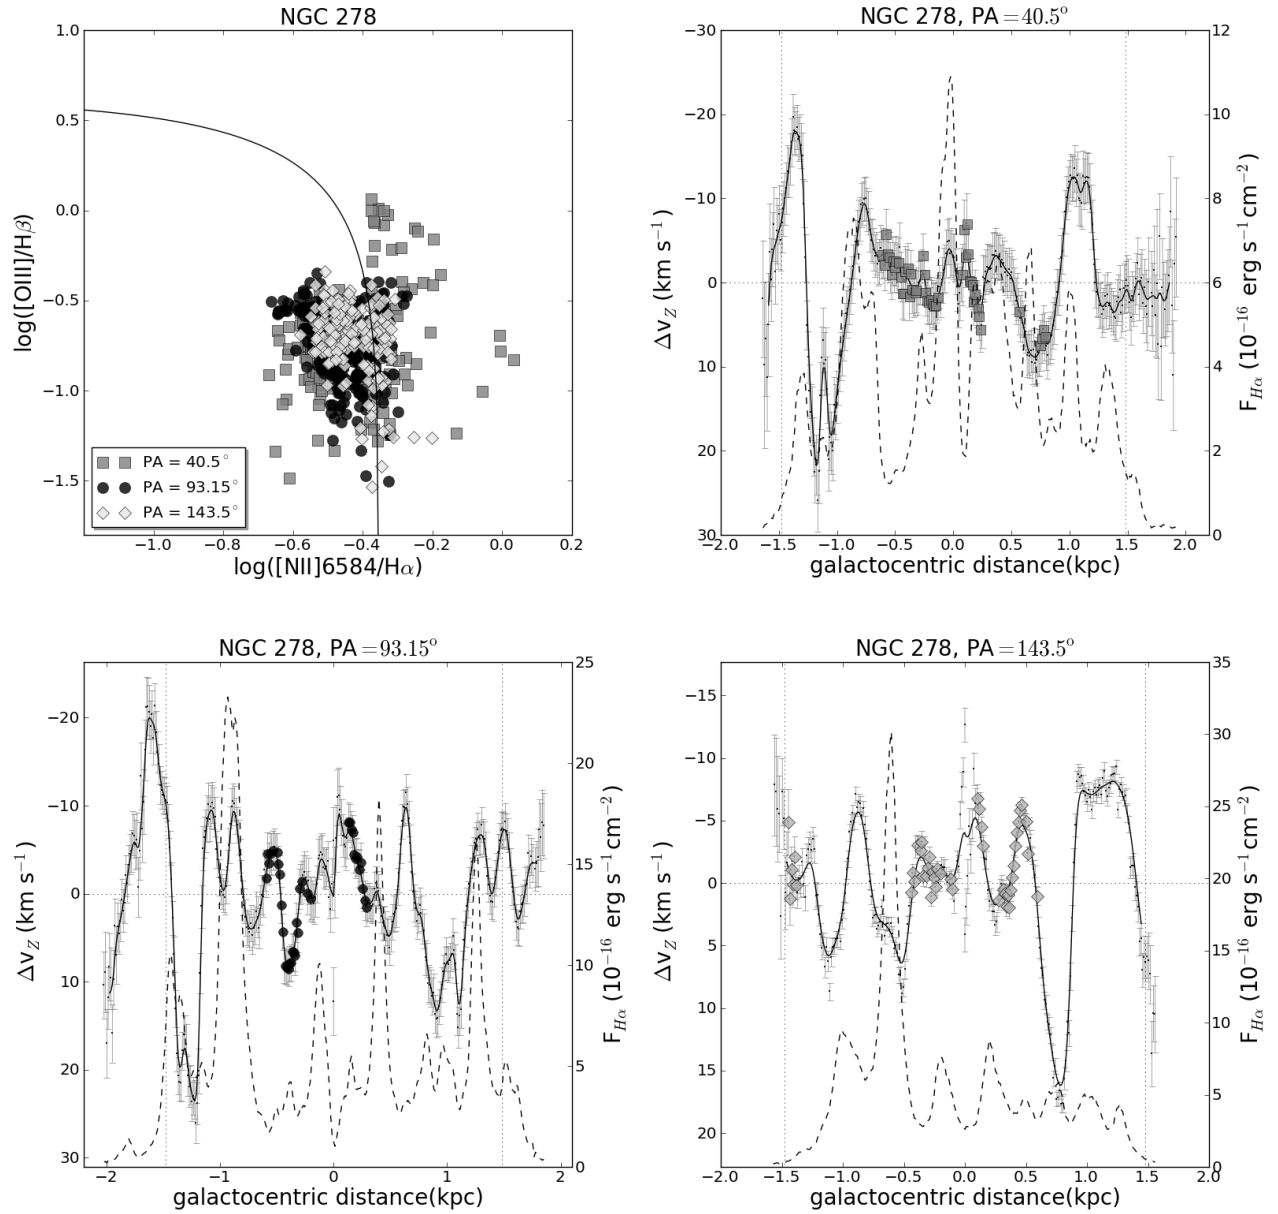 NGC 278
1.0
0.5
0.0
−0.5
−1.0
−1.5
log([OIII]/Hβ)
PA = 40.5°
PA = 93.15°
PA = 143.5°
−1.0 −0.8 −0.6 −0.4 −0.2 0.0 0.2
log([NII]6584/Hα)
NGC 278, PA = 40.5°
−30
−20
−10
0
10
20
30
Δv_Z (km s⁻¹)
12
10
8
6
4
2
0
F_Hα (10⁻¹⁶ erg s⁻¹cm⁻²)
−2.0 −1.5 −1.0 −0.5 0.0 0.5 1.0 1.5 2.0
galactocentric distance(kpc)
NGC 278, PA = 93.15°
−20
−10
0
10
20
30
Δv_Z (km s⁻¹)
25
20
15
10
5
0
F_Hα (10⁻¹⁶ erg s⁻¹cm⁻²)
−2 −1 0 1 2
galactocentric distance(kpc)
NGC 278, PA = 143.5°
−15
−10
−5
0
5
10
15
20
Δv_Z (km s⁻¹)
35
30
25
20
15
10
5
0
F_Hα (10⁻¹⁶ erg s⁻¹cm⁻²)
−2.0 −1.5 −1.0 −0.5 0.0 0.5 1.0 1.5 2.0
galactocentric distance(kpc)